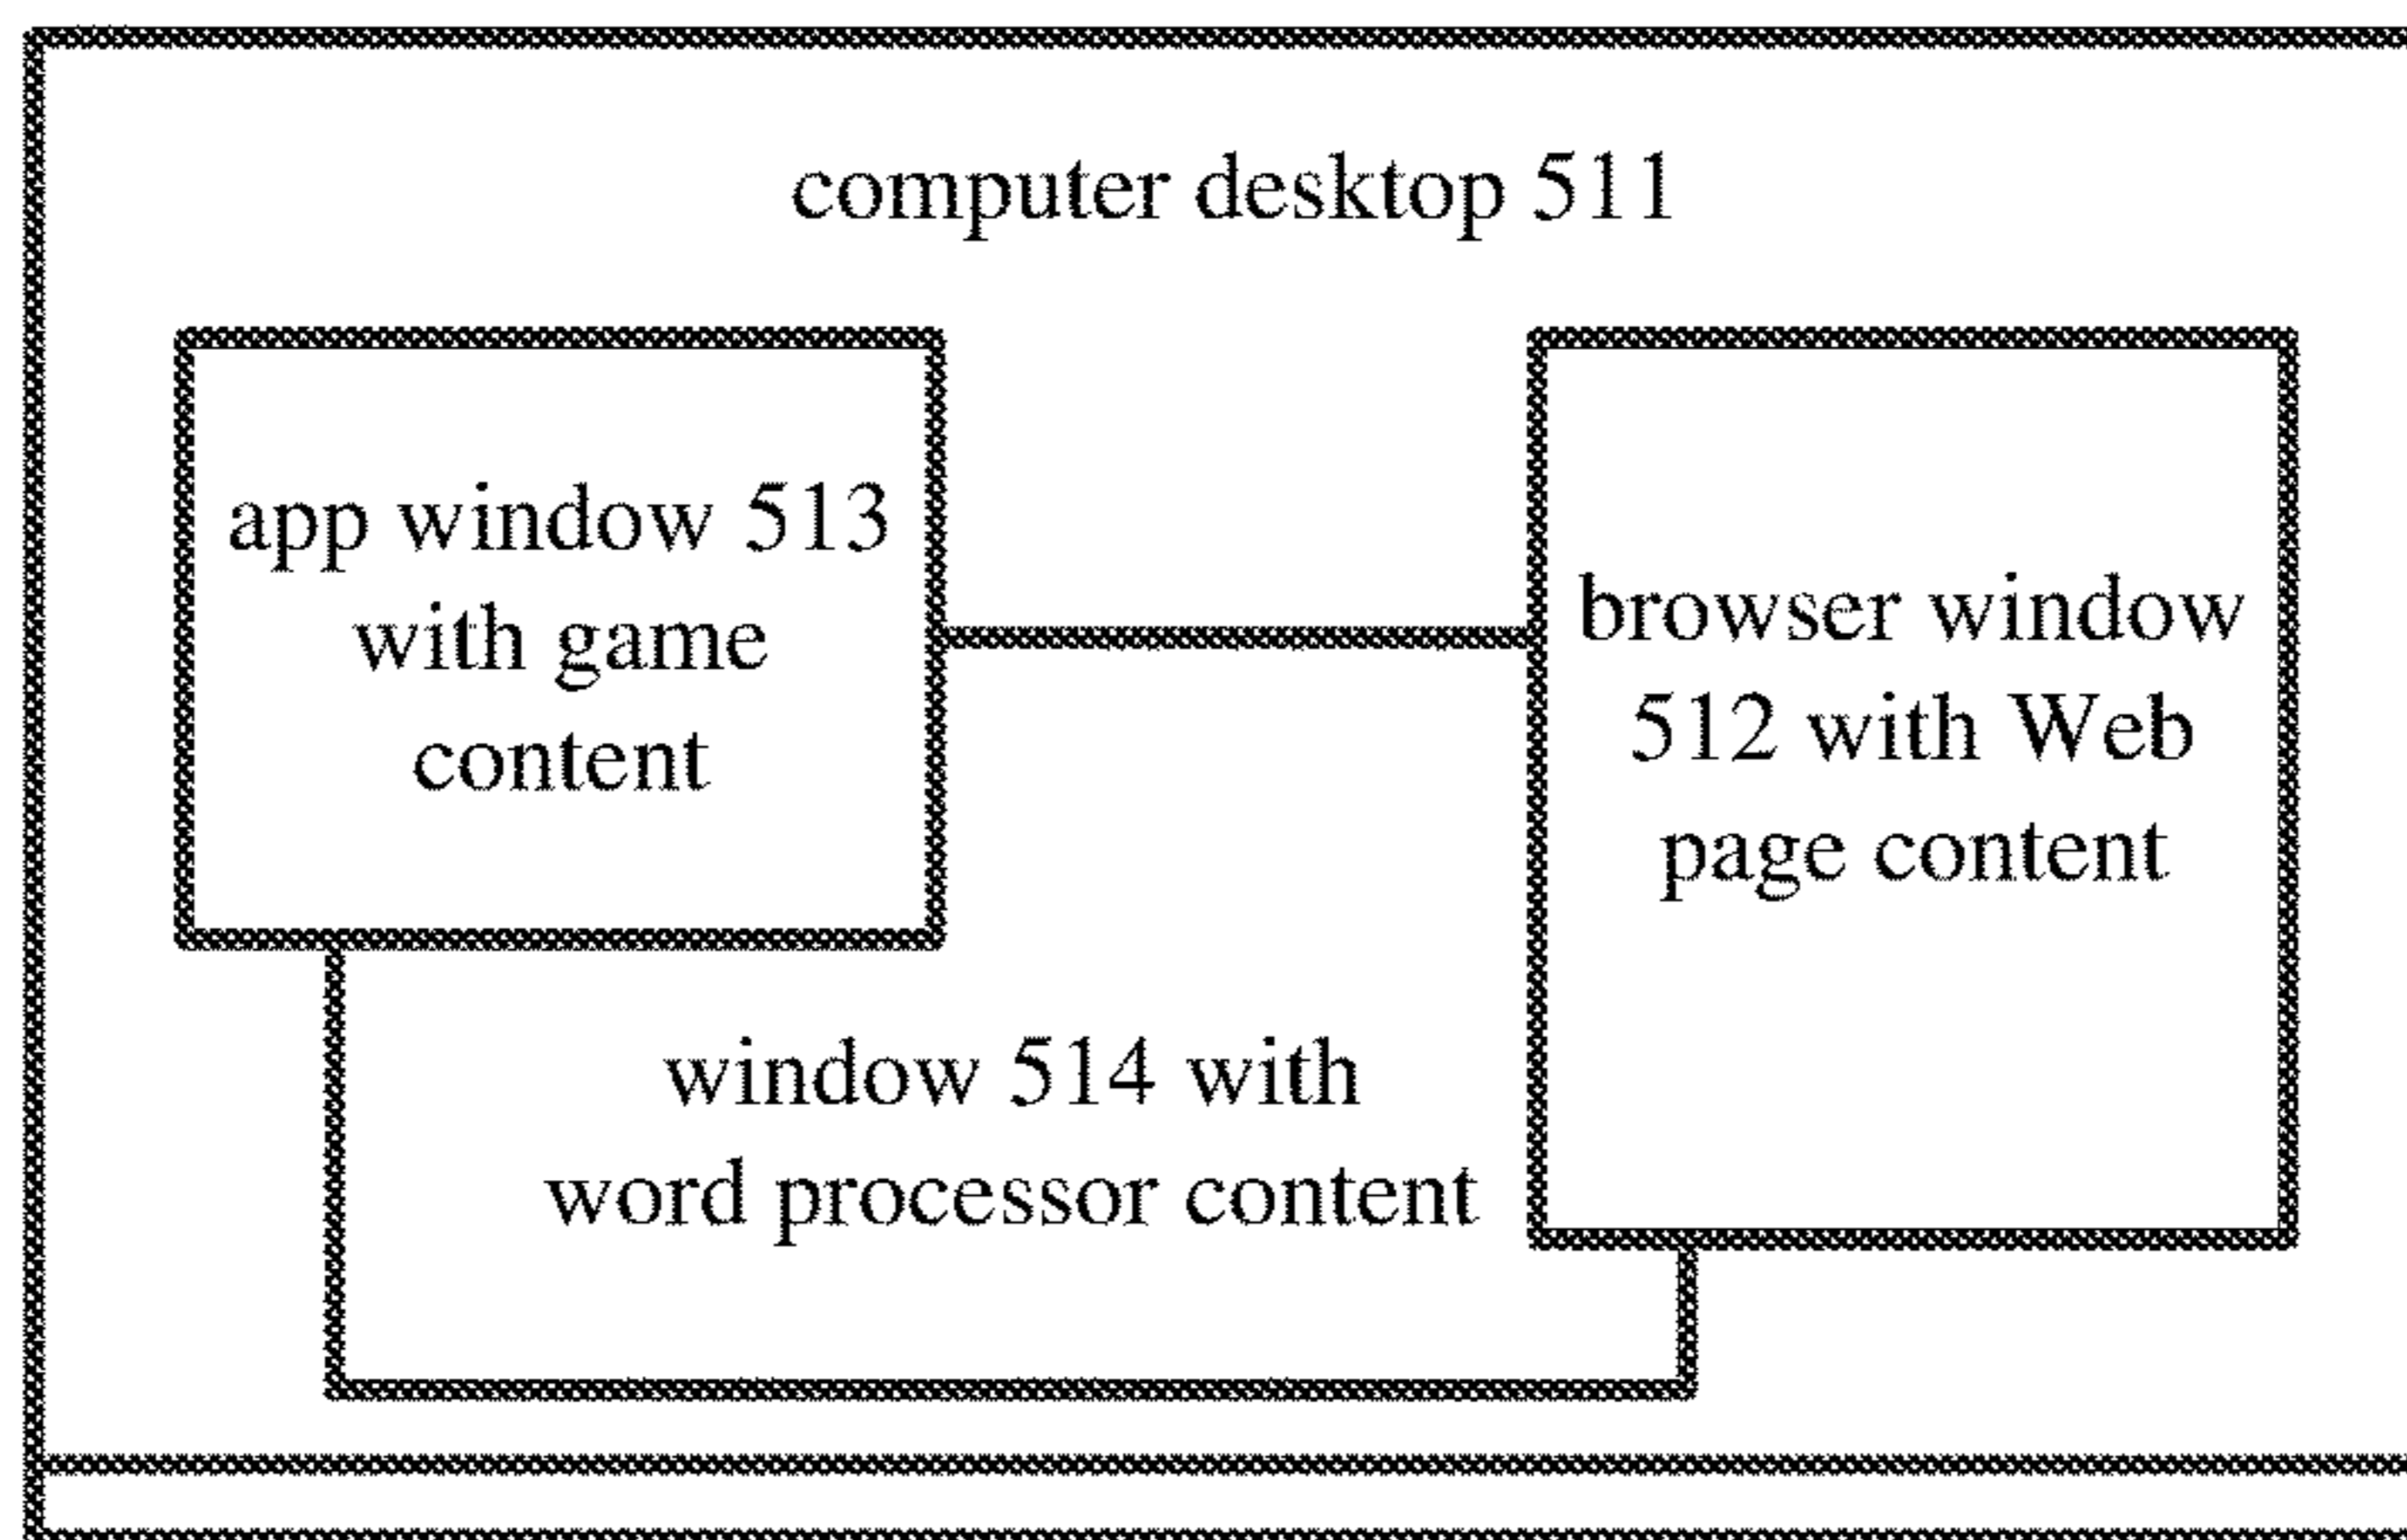 computer desktop 511
app window 513
with game
content
browser window
512 with Web
page content
window 514 with
word processor content